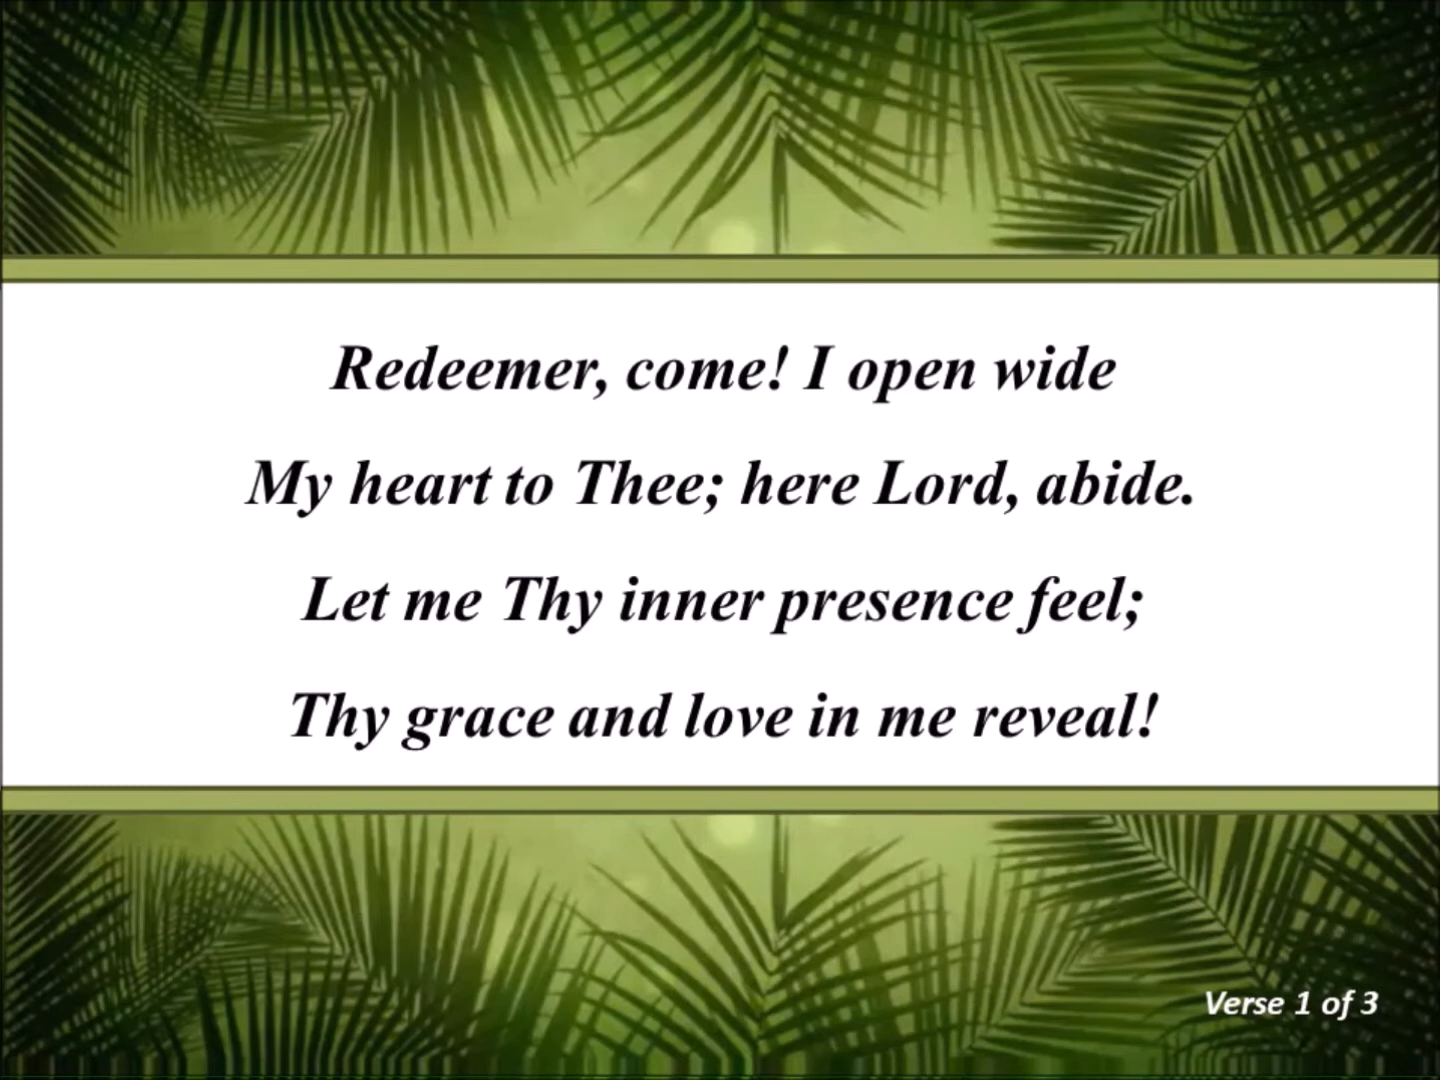 Redeemer, come! I open wide
My heart to Thee; here Lord, abide.
Let me Thy inner presence feel;
Thy grace and love in me reveal!
Verse 1 of 3